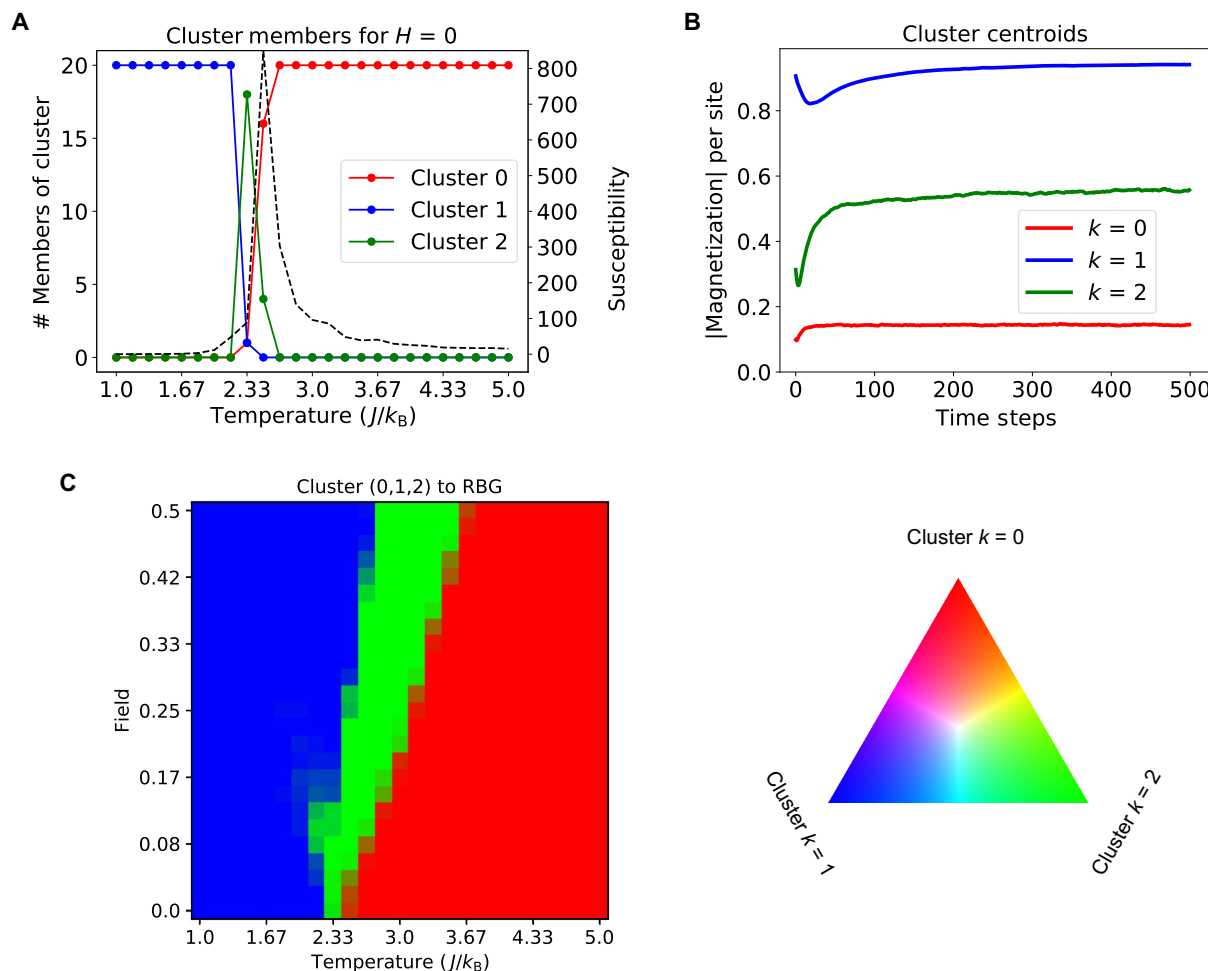 A
Cluster members for H = 0
20
15
10
5
0
# Members of cluster
800
700
600
500
400
300
200
100
0
Susceptibility
Cluster 0
Cluster 1
Cluster 2
1.0 1.67 2.33 3.0 3.67 4.33 5.0
Temperature (J/kB)
B
Cluster centroids
0.8
0.6
0.4
0.2
0.0
|Magnetization| per site
k = 0
k = 1
k = 2
0 100 200 300 400 500
Time steps
C
Cluster (0,1,2) to RBG
0.5
0.42
0.33
0.25
0.17
0.08
0.0
Field
1.0 1.67 2.33 3.0 3.67 4.33 5.0
Temperature (J/kB)
Cluster k = 0
Cluster k = 1
Cluster k = 2